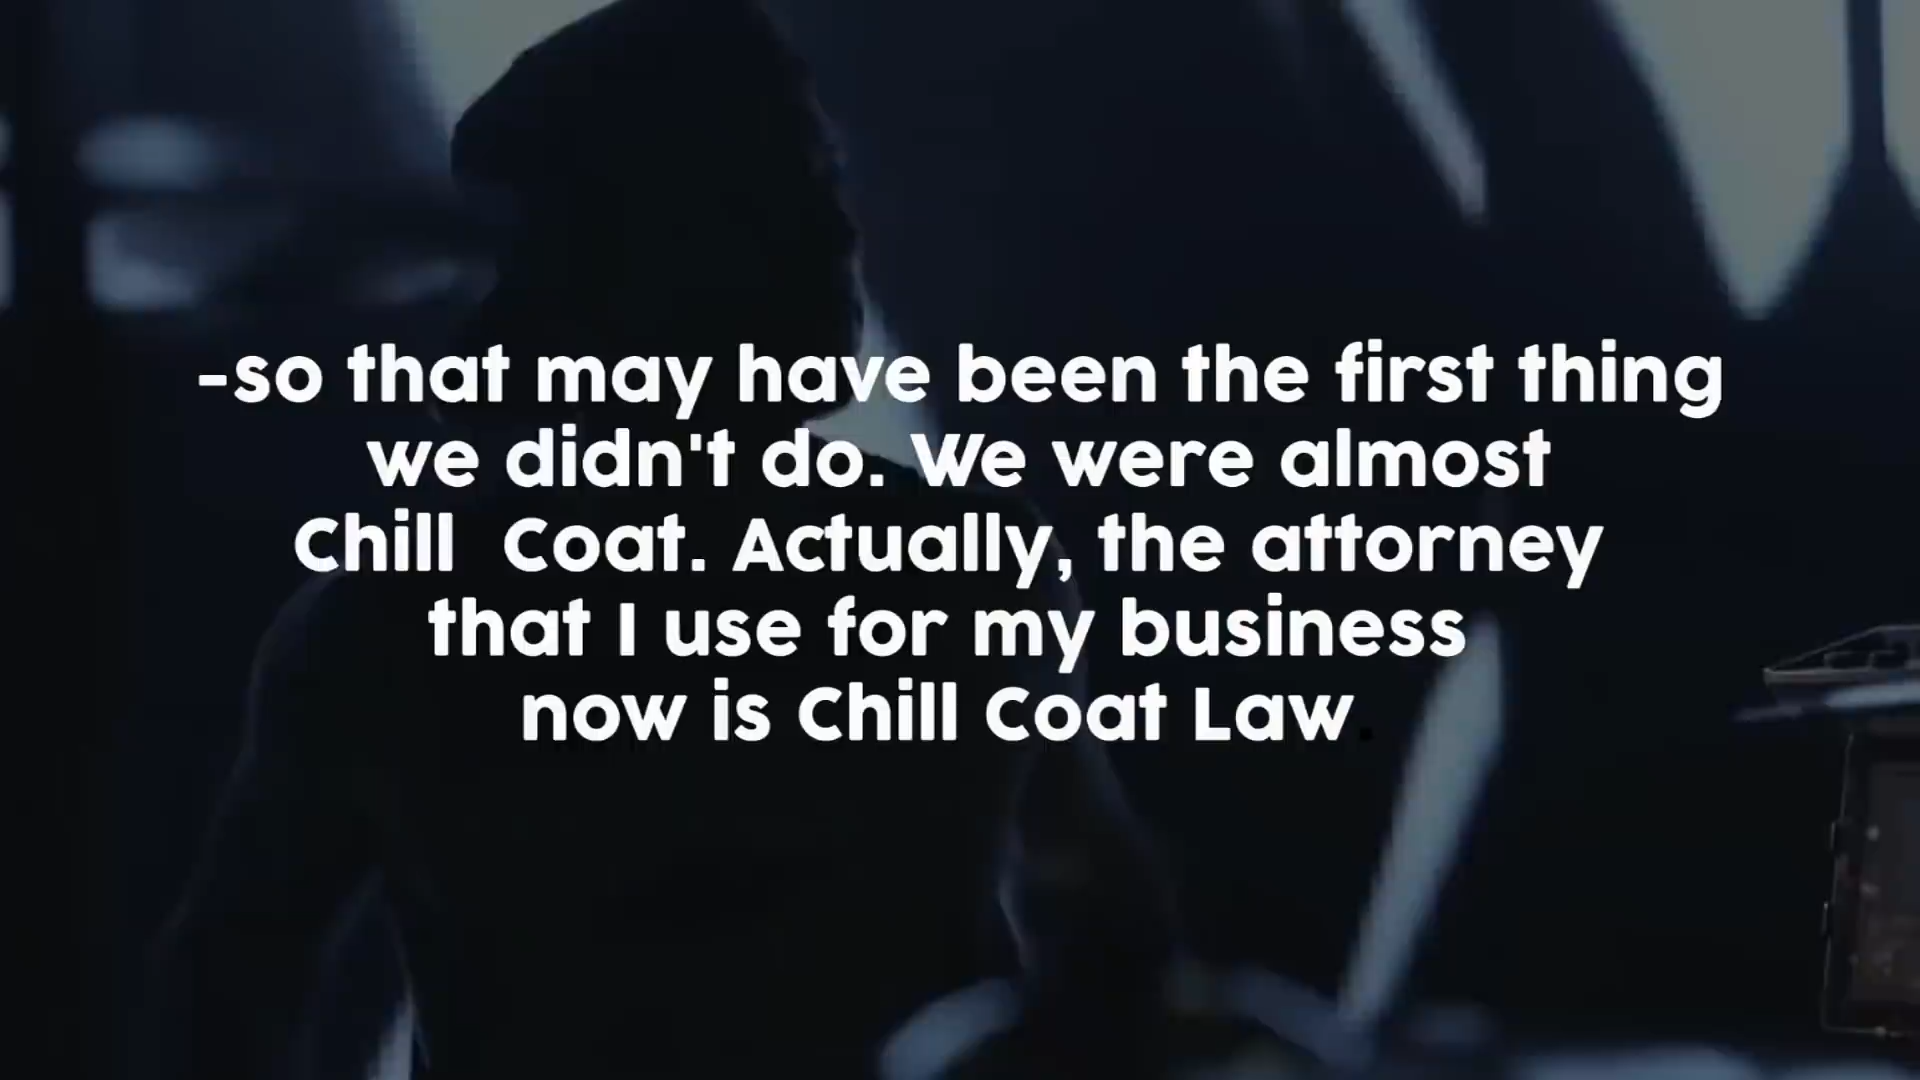 -so that may have been the first thing
we didn't do. We were almost
Chill  Coat. Actually, the attorney
that I use for my business
now is Chill Coat Law.